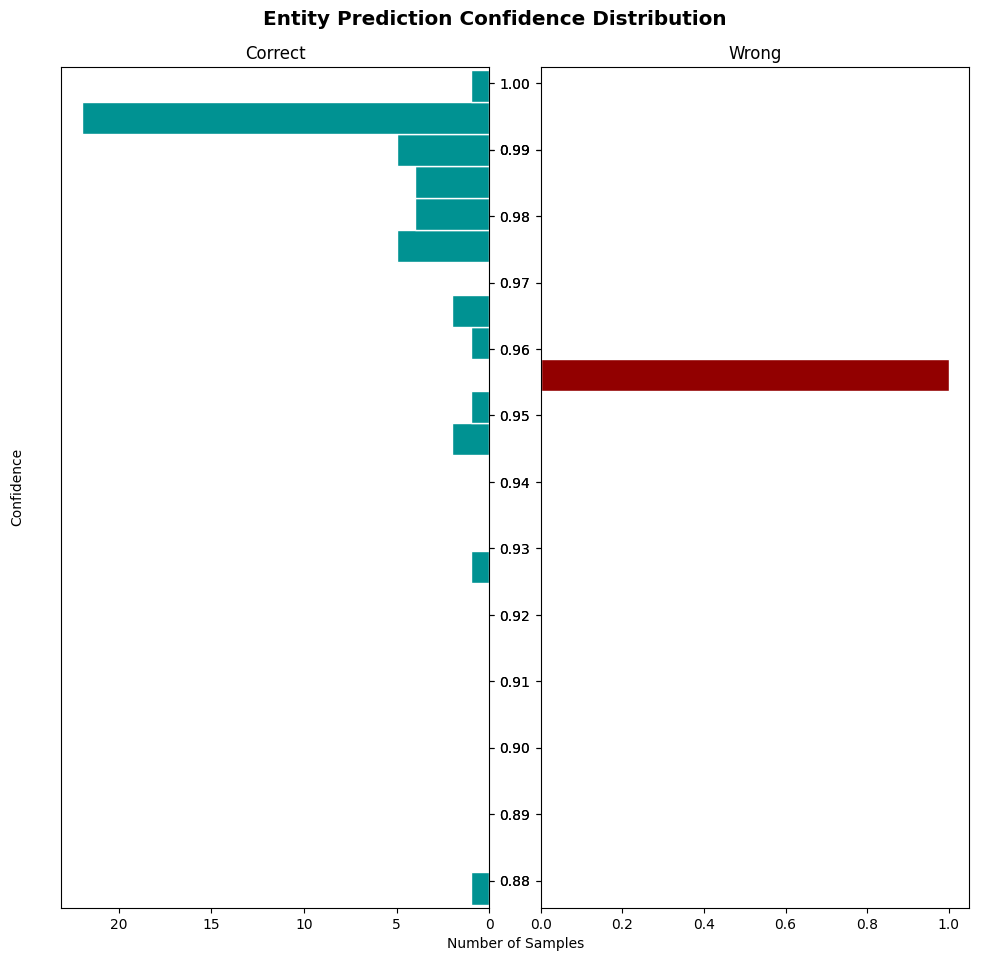 Entity Prediction Confidence Distribution
Correct
Wrong
1.00
0.99
0.98
0.97
0.96
0.95
0.94
0.93
0.92
0.91
0.90
0.89
0.88
Confidence
20 15 10 5 0
0.0 0.2 0.4 0.6 0.8 1.0
Number of Samples